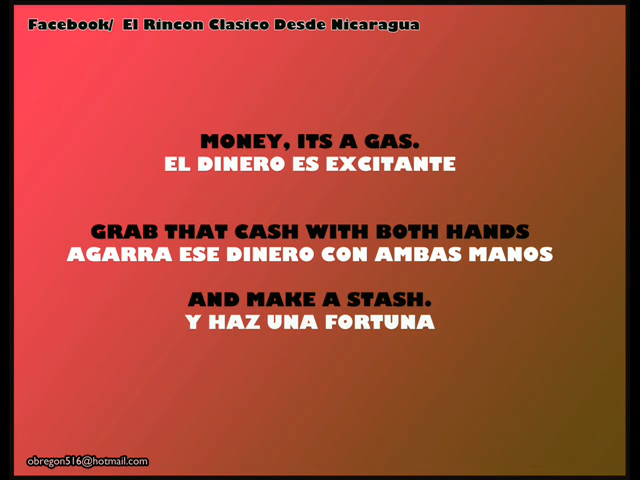 Facebook/ El Rincon Clasico Desde Nicaragua
MONEY, ITS A GAS.
EL DINERO ES EXCITANTE
GRAB THAT CASH WITH BOTH HANDS
AGARRA ESE DINERO CON AMBAS MANOS
AND MAKE A STASH.
Y HAZ UNA FORTUNA
obregon516@hotmail.com